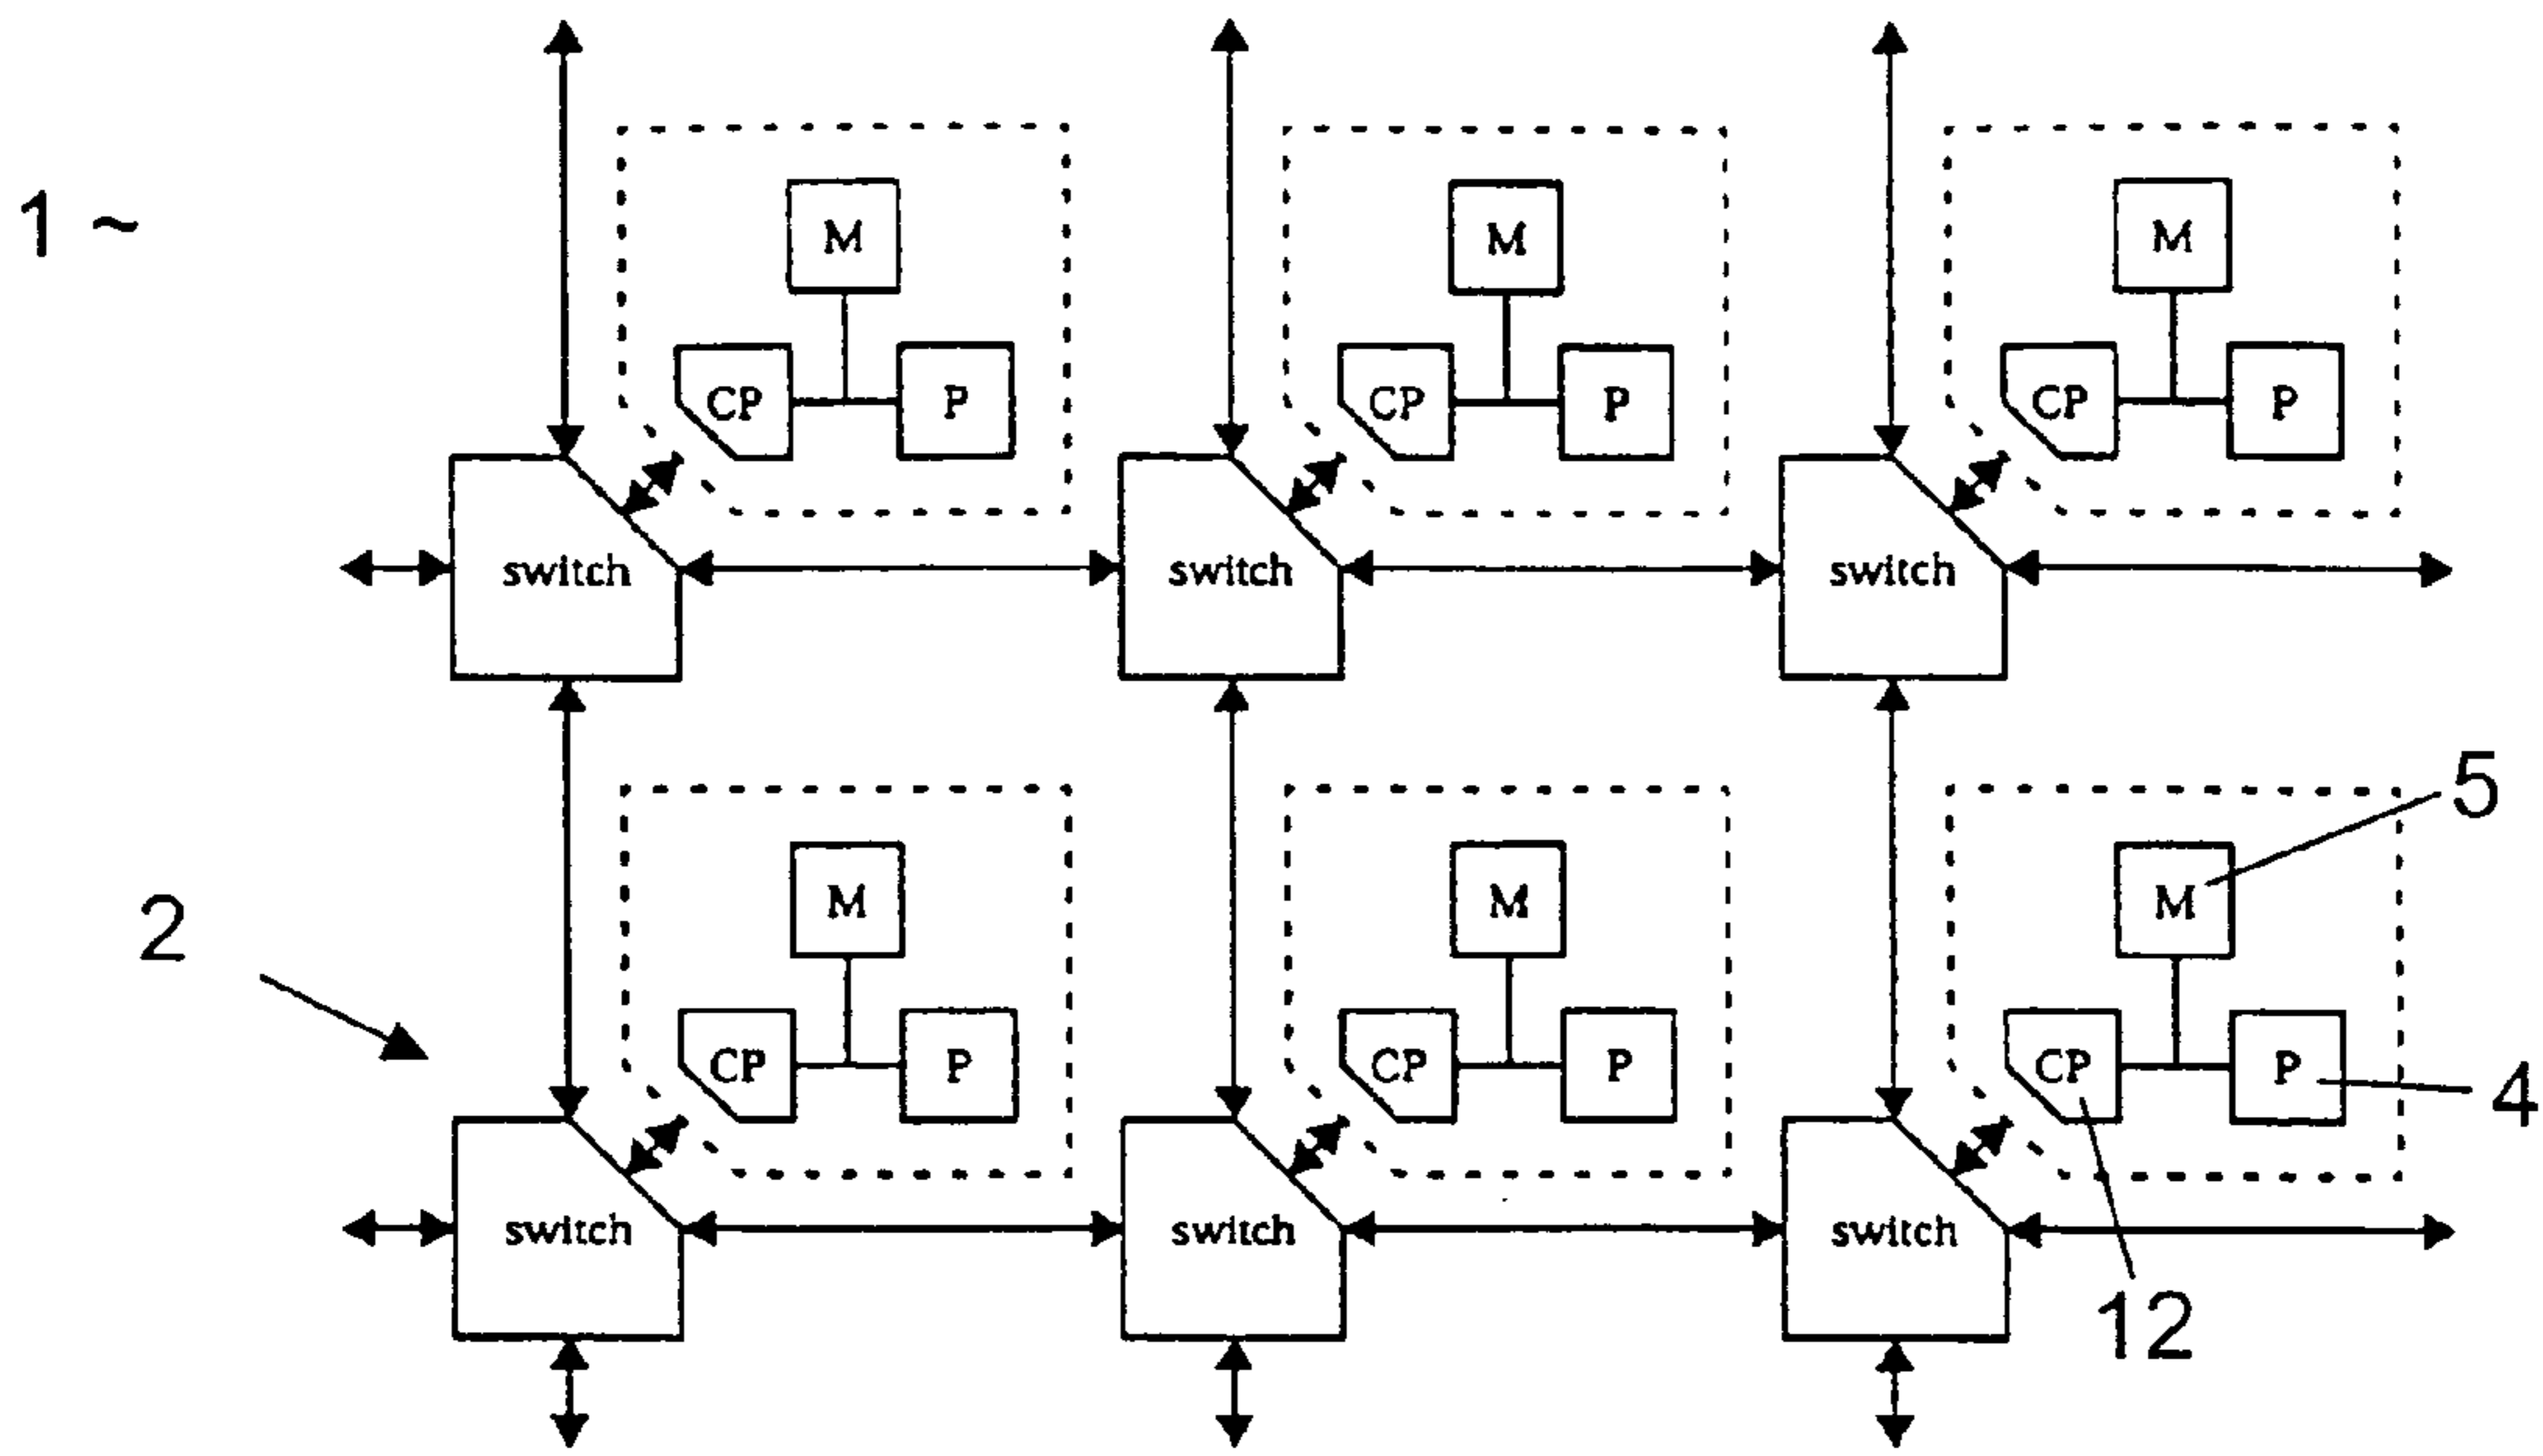 1 ~
M M M
CP P CP P CP P
switch switch switch
5
M M M
2
CP P CP P CP P
4
switch switch switch
12